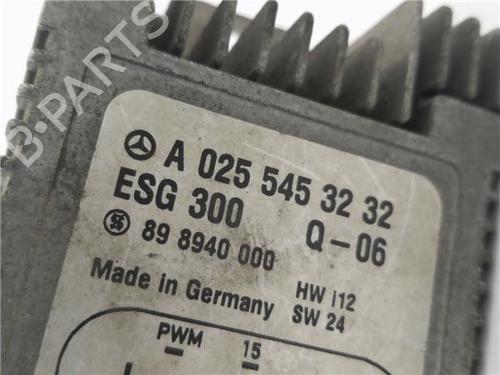 B-PARTS
A 025 545 32 32
ESG 300 Q-06
89 8940 000
Made in Germany HW i12
SW 24
PWM 15